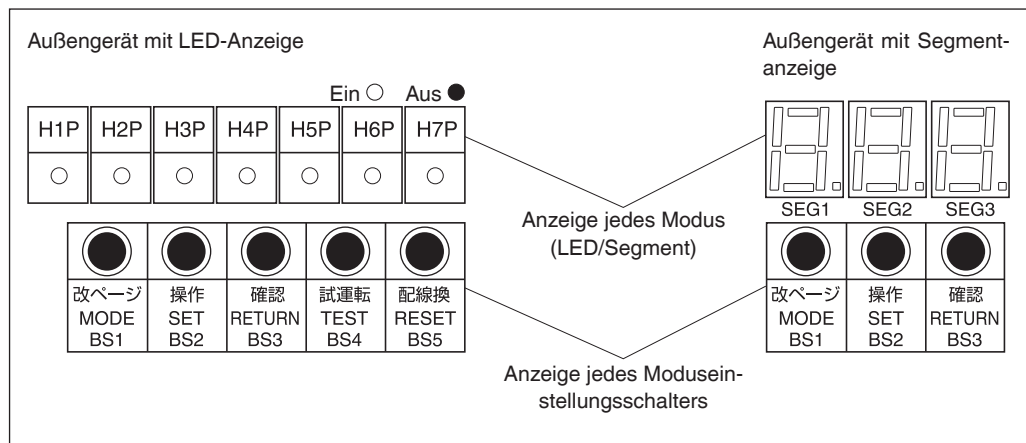 Außengerät mit LED-Anzeige
Ein Aus
H1P H2P H3P H4P H5P H6P H7P
改ページ 操作 確認 試運転 配線換
MODE SET RETURN TEST RESET
BS1 BS2 BS3 BS4 BS5
Anzeige jedes Modus
(LED/Segment)
Anzeige jedes Modusein-
stellungsschalters
Außengerät mit Segment-
anzeige
SEG1 SEG2 SEG3
改ページ 操作 確認
MODE SET RETURN
BS1 BS2 BS3